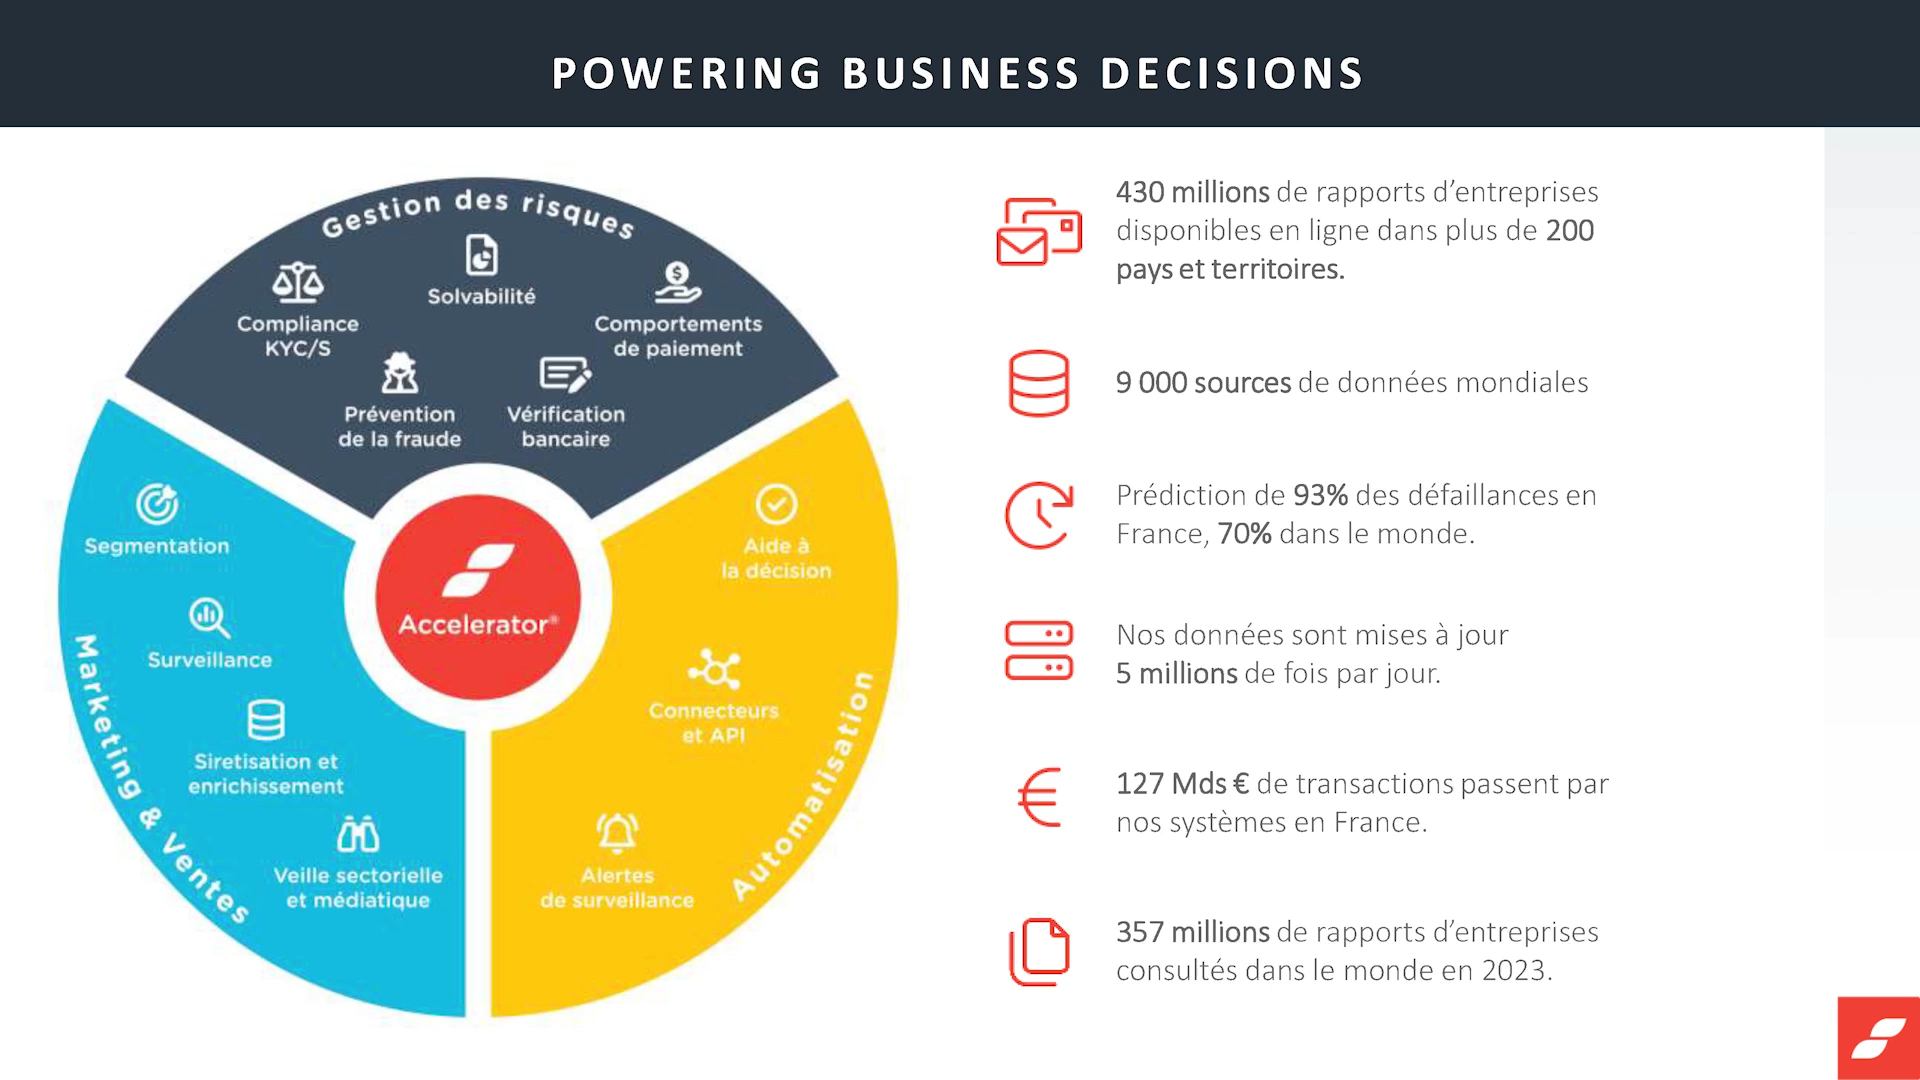 POWERING BUSINESS DECISIONS
Gestion des risques
Solvabilité
Compliance
KYC/S
Comportements
de paiement
Prévention
de la fraude
Vérification
bancaire
Segmentation
Surveillance
Siretisation et
enrichissement
Veille sectorielle
et médiatique
Marketing & Ventes
Accelerator®
Aide à
la décision
Connecteurs
et API
Alertes
de surveillance
Automatisation
430 millions de rapports d’entreprises
disponibles en ligne dans plus de 200
pays et territoires.
9 000 sources de données mondiales
Prédiction de 93% des défaillances en
France, 70% dans le monde.
Nos données sont mises à jour
5 millions de fois par jour.
127 Mds € de transactions passent par
nos systèmes en France.
357 millions de rapports d’entreprises
consultés dans le monde en 2023.